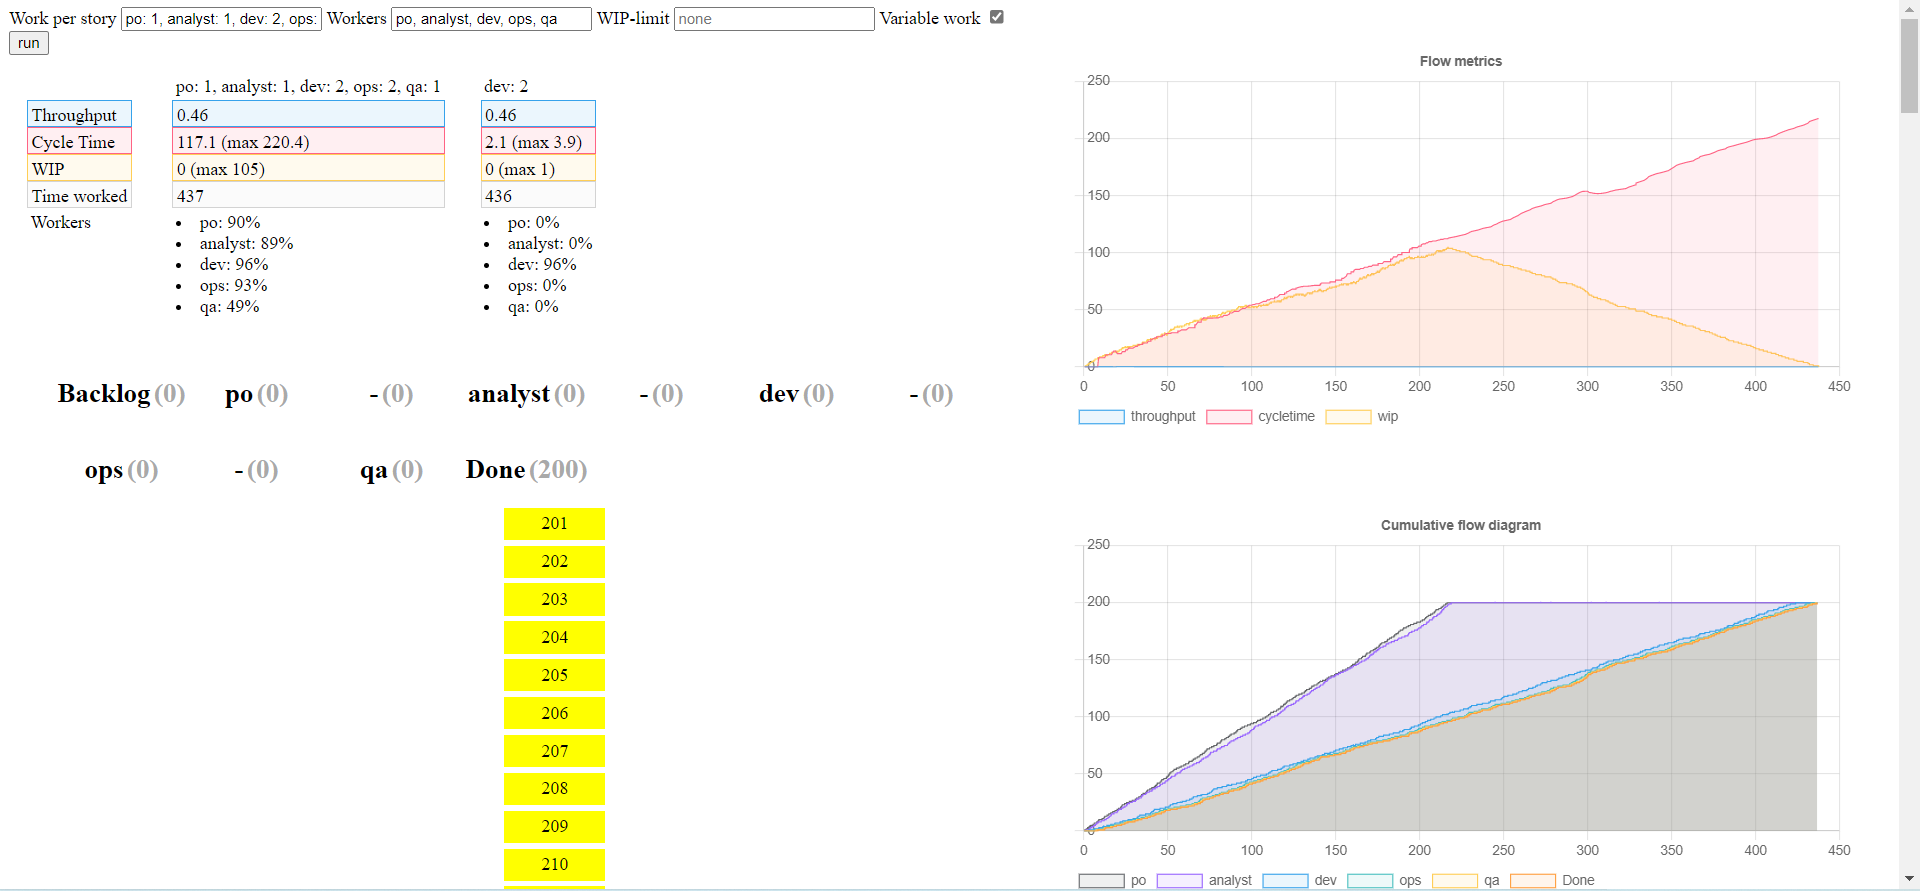 Work per story po: 1, analyst: 1, dev: 2, ops: Workers po, analyst, dev, ops, qa WIP-limit none Variable work
run
po: 1, analyst: 1, dev: 2, ops: 2, qa: 1 dev: 2
Throughput 0.46 0.46
Cycle Time 117.1 (max 220.4) 2.1 (max 3.9)
WIP 0 (max 105) 0 (max 1)
Time worked 437 436
Workers • po: 90% • po: 0%
• analyst: 89% • analyst: 0%
• dev: 96% • dev: 96%
• ops: 93% • ops: 0%
• qa: 49% • qa: 0%
Backlog (0) po (0) - (0) analyst (0) - (0) dev (0) - (0)
ops (0) - (0) qa (0) Done (200)
201
202
203
204
205
206
207
208
209
210
Flow metrics
250
200
150
100
50
0
0 50 100 150 200 250 300 350 400 450
throughput cycletime wip
Cumulative flow diagram
250
200
150
100
50
0
0 50 100 150 200 250 300 350 400 450
po analyst dev ops qa Done